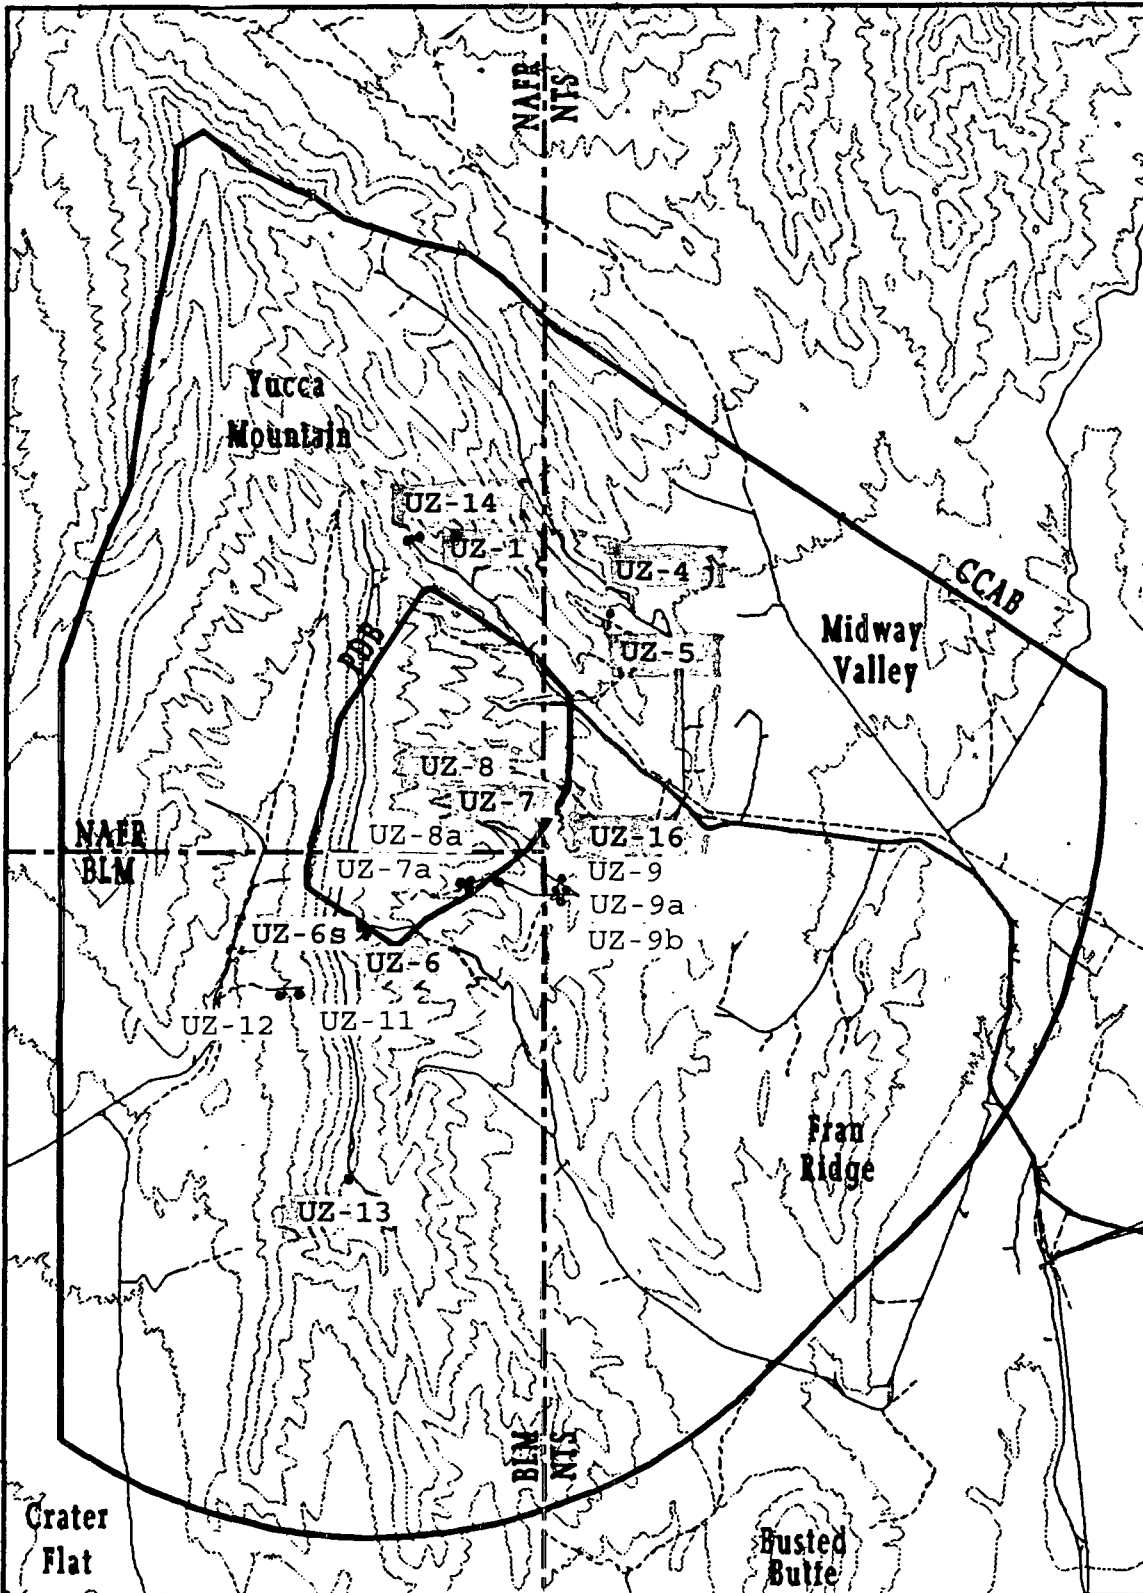 NAFR
NTS
Yucca
Mountain
UZ-14
UZ-1
UZ-4
CCAB
PDB
UZ-5
Midway
Valley
UZ-8
UZ-7
UZ-8a
UZ-7a
NAFR
BLM
UZ-16
UZ-9
UZ-9a
UZ-9b
UZ-6s
UZ-6
UZ-12
UZ-11
Fran
Ridge
UZ-13
BLM
NTS
Crater
Flat
Busted
Butte